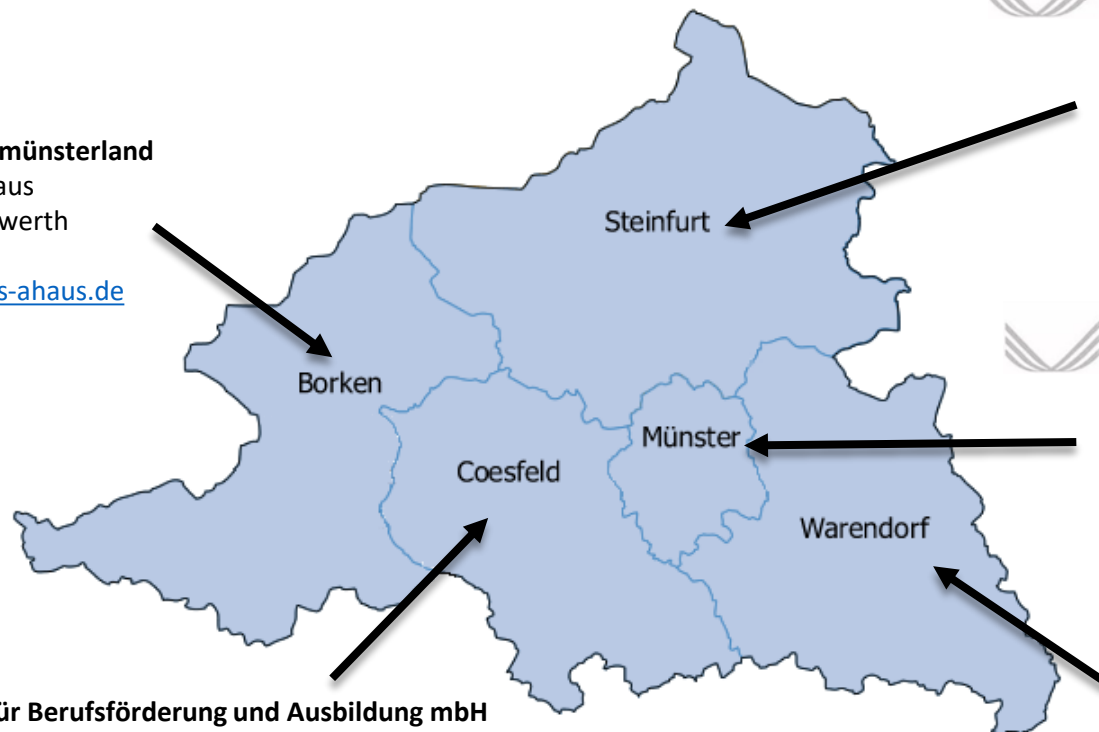 münsterland
aus
werth
s-ahaus.de
Steinfurt
Borken
Münster
Coesfeld
Warendorf
ür Berufsförderung und Ausbildung mbH